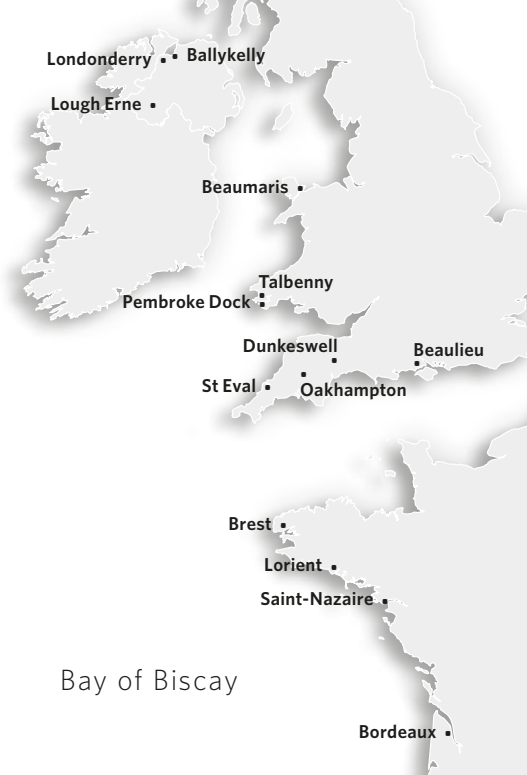 Londonderry
Ballykelly
Lough Erne
Beaumaris
Talbenny
Pembroke Dock
Dunkeswell
Beaulieu
St Eval
Oakhampton
Brest
Lorient
Saint-Nazaire
Bay of Biscay
Bordeaux